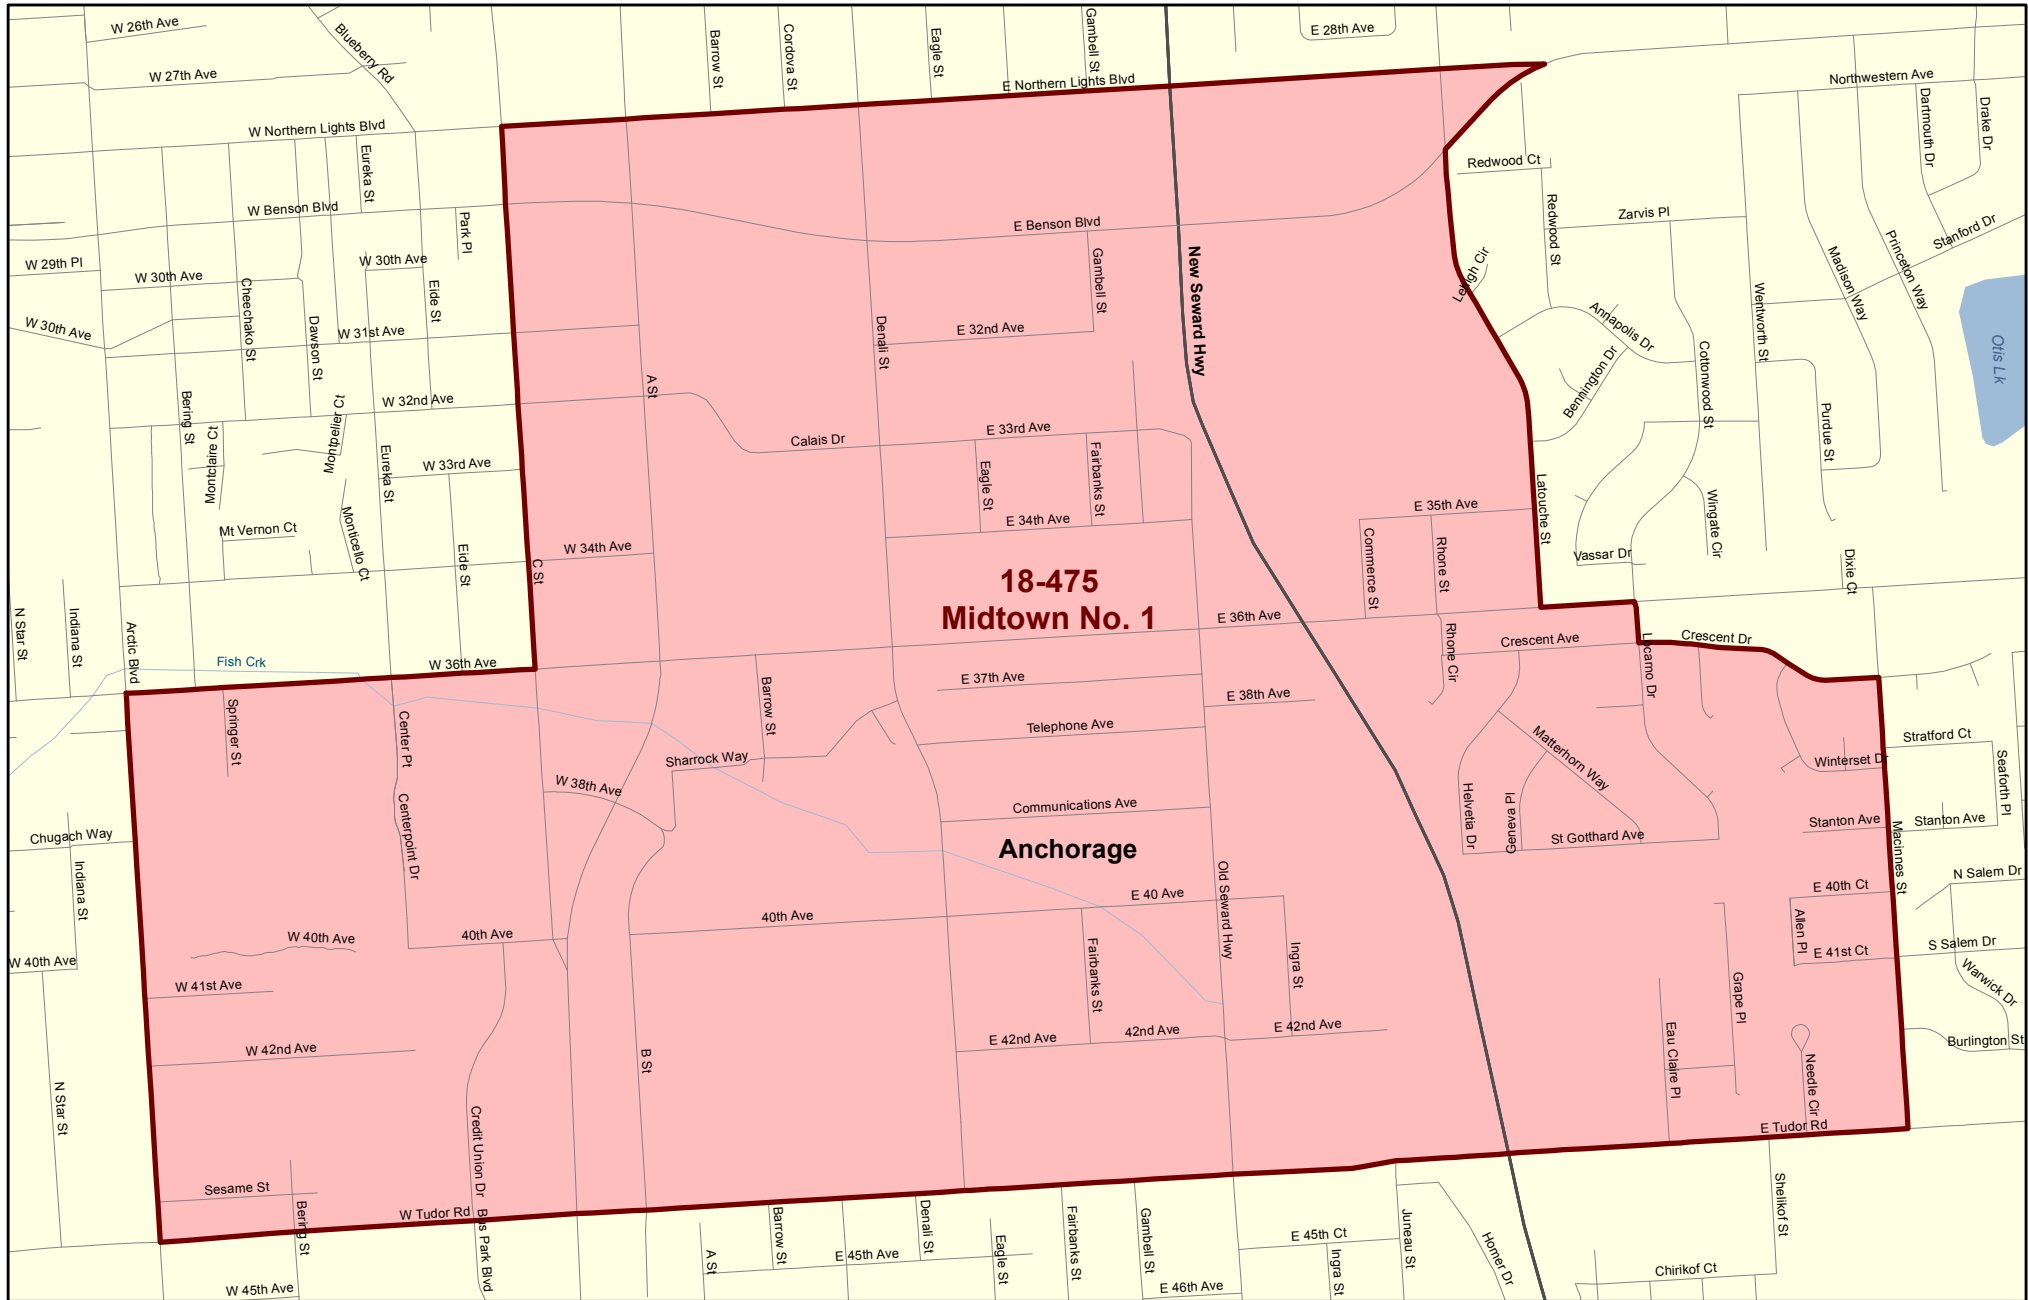 W 26th Ave
Blueberry Rd
Barrow St
Cordova St
Eagle St
Gambell St
E 28th Ave
W 27th Ave
E Northern Lights Blvd
Northwestern Ave
Dartmouth Dr
Drake Dr
W Northern Lights Blvd
Eureka St
Redwood Ct
W Benson Blvd
Park Pl
E Benson Blvd
Redwood St
Zarvis Pl
Stanford Dr
Princeton Way
Madison Way
W 29th Pl
W 30th Ave
W 30th Ave
Gambell St
New Seward Hwy
Lehigh Cir
Cheechako St
Eide St
W 30th Ave
Dawson St
W 31st Ave
Denali St
E 32nd Ave
Annapolis Dr
Wentworth St
Otis Lk
Bennington Dr
Cottonwood St
Bering St
W 32nd Ave
A St
Montpelier Ct
Montclaire Ct
Calais Dr
E 33rd Ave
Purdue St
Eureka St
W 33rd Ave
Eagle St
Fairbanks St
Latouche St
Wingate Cir
Mt Vernon Ct
Monticello Ct
E 34th Ave
E 35th Ave
Eide St
W 34th Ave
C St
Commerce St
Rhone St
Vassar Dr
Dixie Ct
18-475
Midtown No. 1
N Star St
Indiana St
Arctic Blvd
E 36th Ave
Fish Crk
W 36th Ave
Rhone Cir
Crescent Ave
Locarno Dr
Crescent Dr
E 37th Ave
E 38th Ave
Springer St
Center Pt
Barrow St
Telephone Ave
Matterhorn Way
Stratford Ct
Sharrock Way
Winterset Dr
Seaforth Pl
W 38th Ave
Centerpoint Dr
Communications Ave
Helvetia Dr
Geneva Pl
St Gotthard Ave
Stanton Ave
Stanton Ave
Macinnes St
Chugach Way
Indiana St
Anchorage
Old Seward Hwy
N Salem Dr
E 40th Ct
E 40 Ave
40th Ave
Allen Pl
W 40th Ave
40th Ave
Fairbanks St
Ingra St
E 41st Ct
S Salem Dr
W 40th Ave
W 41st Ave
Grape Pl
Warwick Dr
E 42nd Ave
42nd Ave
E 42nd Ave
W 42nd Ave
B St
Eau Claire Pl
Needle Cir
Burlington St
N Star St
Credit Union Dr
E Tudor Rd
Sesame St
Bering St
W Tudor Rd
Bus Park Blvd
A St
Barrow St
E 45th Ave
Denali St
Eagle St
Fairbanks St
Gambell St
E 45th Ct
Ingra St
Juneau St
Homer Dr
Shelikof St
Chirikof Ct
W 45th Ave
E 46th Ave